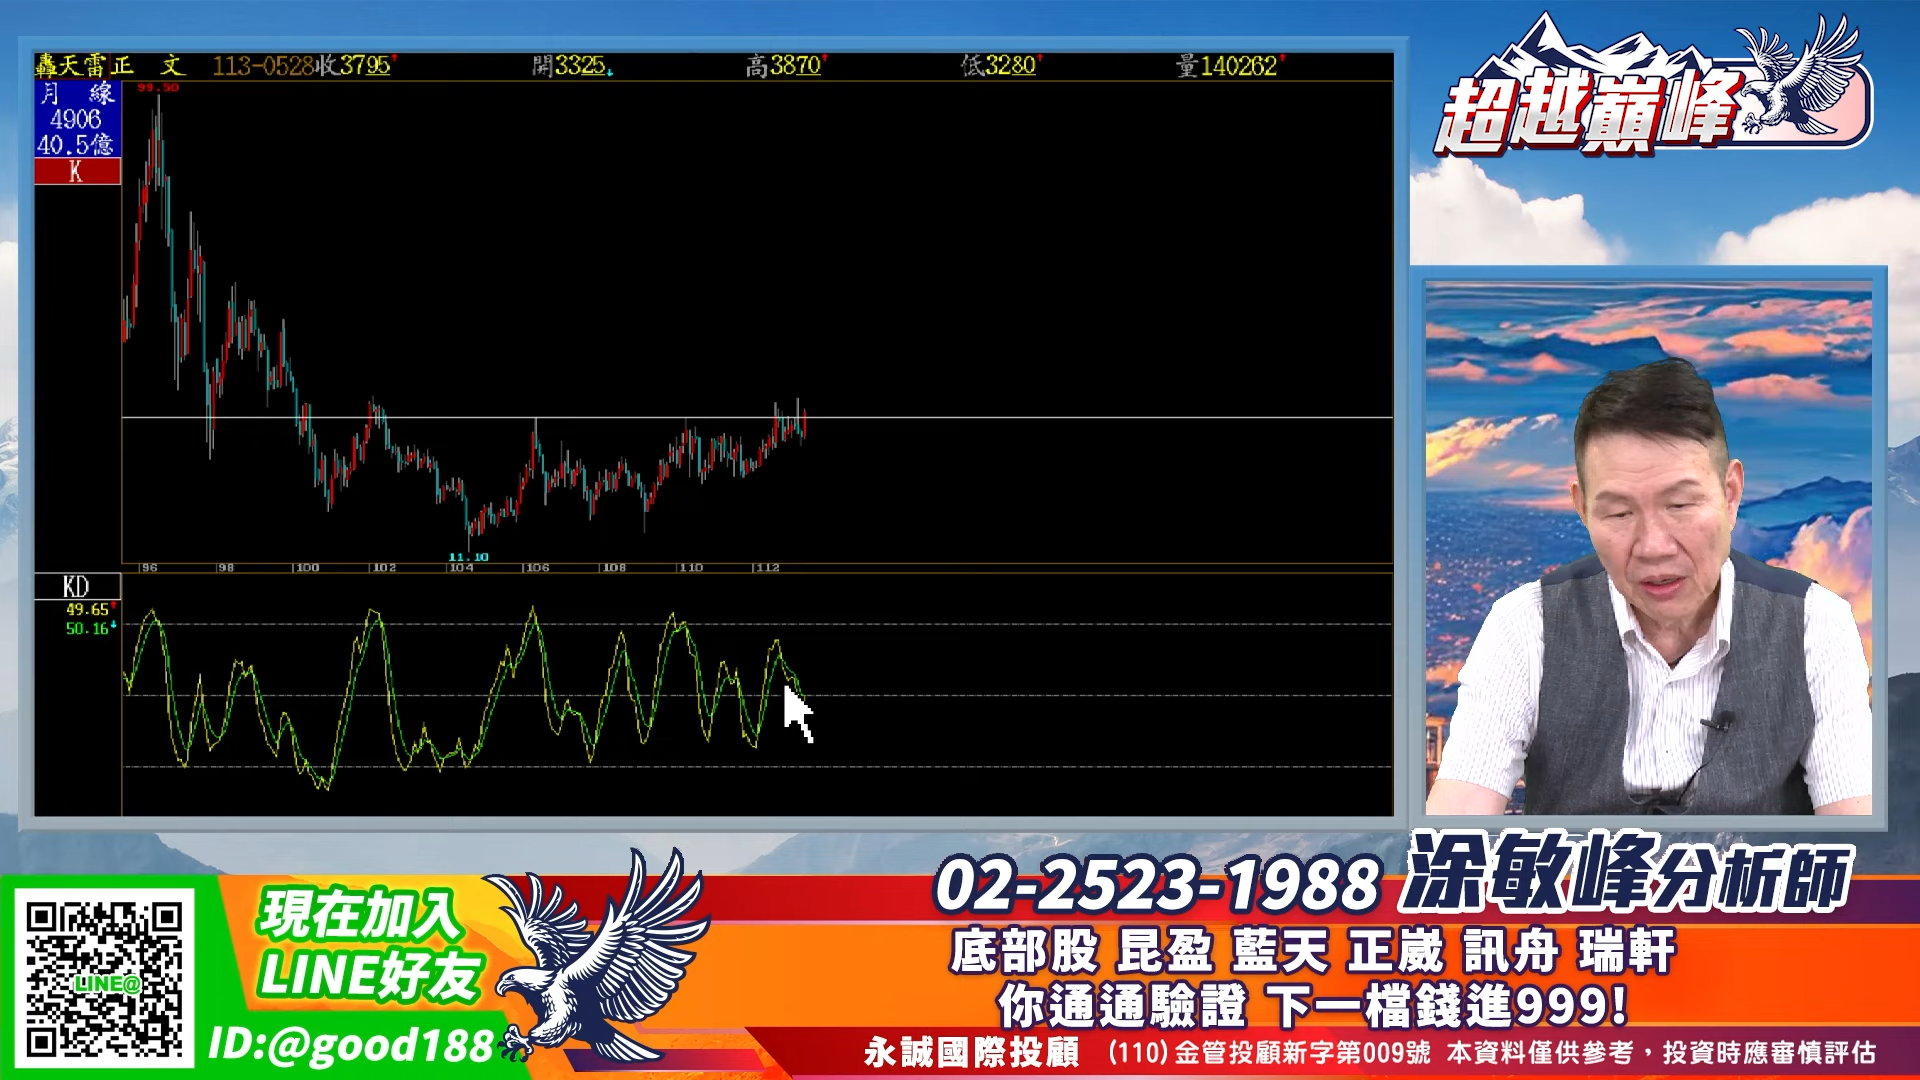 轟天雷正 文 113-0528收3795 開3325 高3870 低3280 量140262
月 線
4906
40.5億
K
99.50
11.10
96 98 100 102 104 106 108 110 112
KD
49.65
50.16
超越巔峰
02-2523-1988 涂敏峰分析師
底部股 昆盈 藍天 正崴 訊舟 瑞軒
你通通驗證 下一檔錢進999!
永誠國際投顧 (110)金管投顧新字第009號 本資料僅供參考，投資時應審慎評估
現在加入
LINE好友
LINE@
ID:@good188